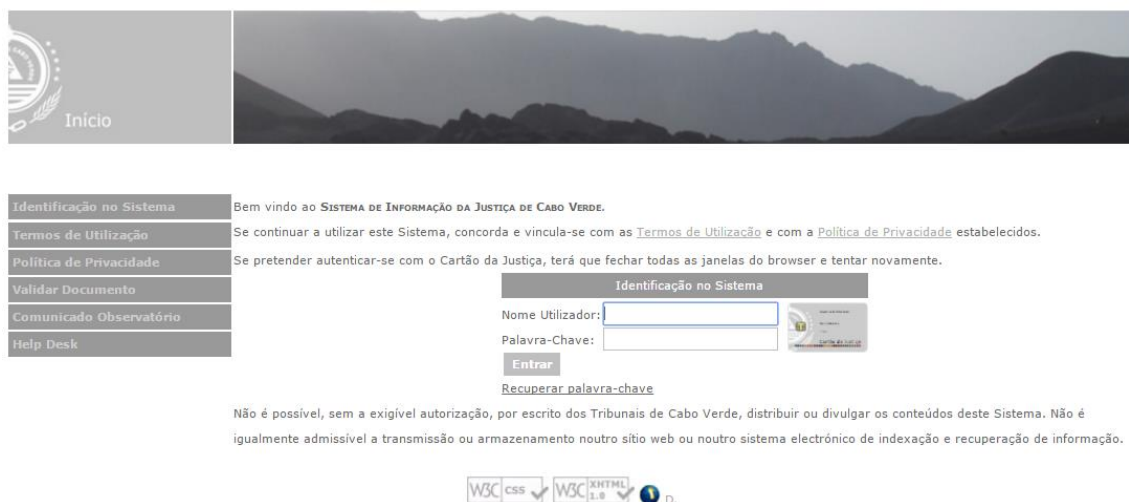 Início
Identificação no Sistema
Termos de Utilização
Política de Privacidade
Validar Documento
Comunicado Observatório
Help Desk
Bem vindo ao Sistema de Informação da Justiça de Cabo Verde.
Se continuar a utilizar este Sistema, concorda e vincula-se com as Termos de Utilização e com a Política de Privacidade estabelecidos.
Se pretender autenticar-se com o Cartão da Justiça, terá que fechar todas as janelas do browser e tentar novamente.
Identificação no Sistema
Nome Utilizador:
Palavra-Chave:
Entrar
Recuperar palavra-chave
Cartão da Justiça
Não é possível, sem a exigível autorização, por escrito dos Tribunais de Cabo Verde, distribuir ou divulgar os conteúdos deste Sistema. Não é
igualmente admissível a transmissão ou armazenamento noutro sítio web ou noutro sistema electrónico de indexação e recuperação de informação.
W3C css W3C XHTML 1.0 D.